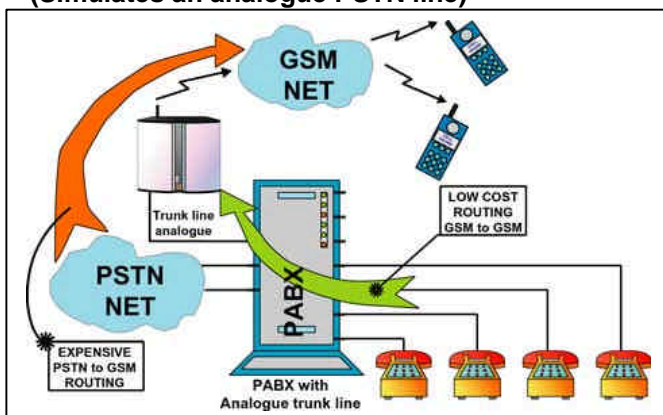 (Simulates an analogue PSTN line)
GSM
NET
Trunk line
analogue
LOW COST
ROUTING
GSM to GSM
PSTN
NET
PABX
EXPENSIVE
PSTN to GSM
ROUTING
PABX with
Analogue trunk line